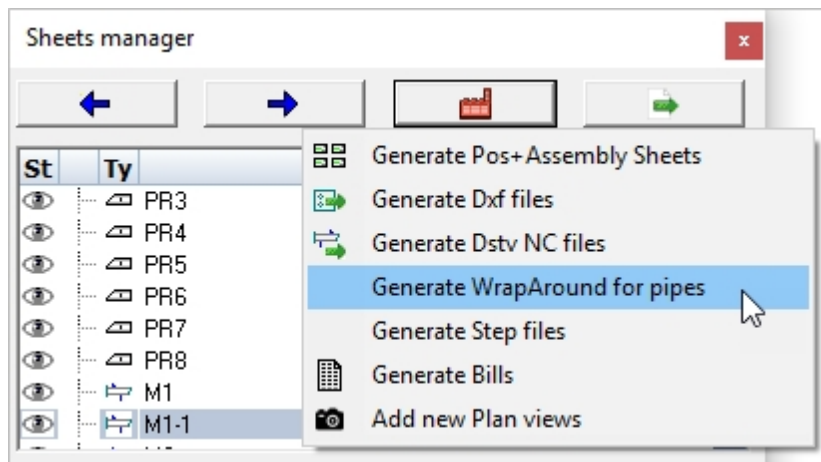 Sheets manager
x
St Ty
PR3
PR4
PR5
PR6
PR7
PR8
M1
M1-1
Generate Pos+Assembly Sheets
Generate Dxf files
Generate Dstv NC files
Generate WrapAround for pipes
Generate Step files
Generate Bills
Add new Plan views